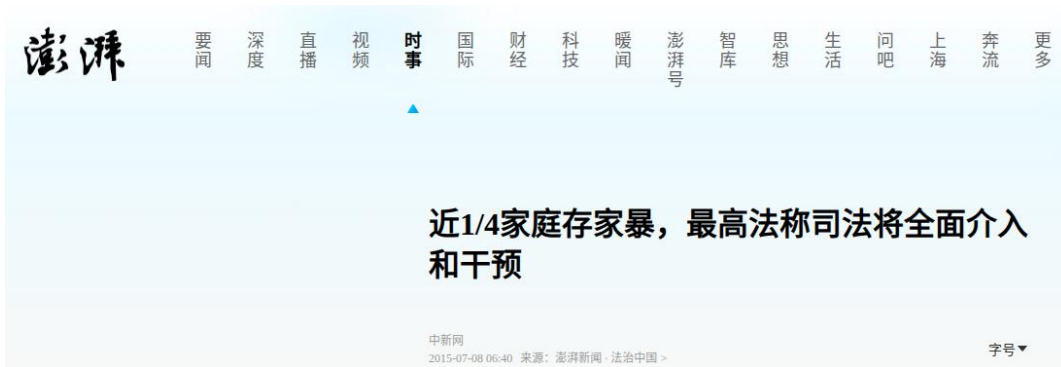 澎湃
要闻 深度 直播 视频 时事 国际 财经 科技 暖闻 澎湃号 智库 思想 生活 问吧 上海 奔流 更多
近1/4家庭存家暴，最高法称司法将全面介入
和干预
中新网
2015-07-08 06:40 来源：澎湃新闻 · 法治中国 >
字号